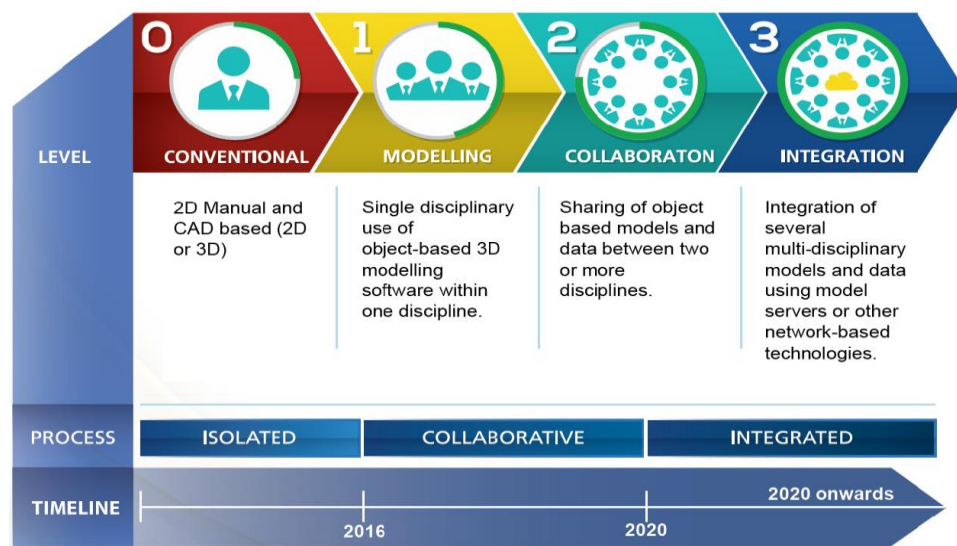 0
1
2
3
LEVEL
CONVENTIONAL
MODELLING
COLLABORATON
INTEGRATION
2D Manual and
CAD based (2D
or 3D)
Single disciplinary
use of
object-based 3D
modelling
software within
one discipline.
Sharing of object
based models and
data between two
or more
disciplines.
Integration of
several
multi-disciplinary
models and data
using model
servers or other
network-based
technologies.
PROCESS
ISOLATED
COLLABORATIVE
INTEGRATED
TIMELINE
2016
2020
2020 onwards